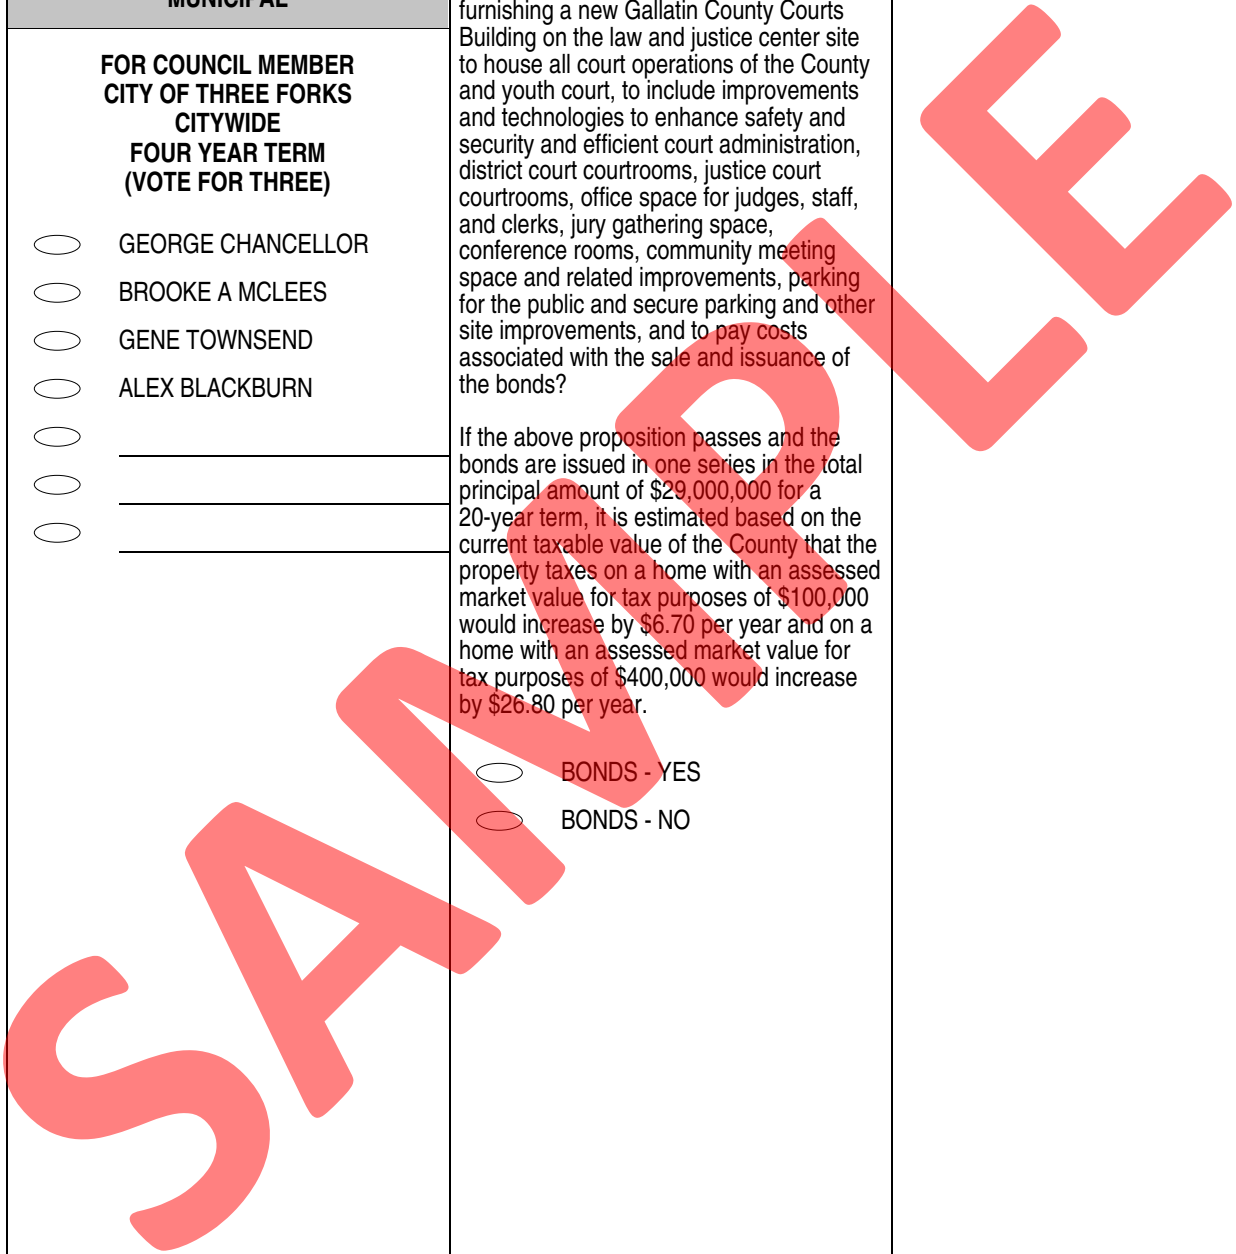 MUNICIPAL
FOR COUNCIL MEMBER
CITY OF THREE FORKS
CITYWIDE
FOUR YEAR TERM
(VOTE FOR THREE)
GEORGE CHANCELLOR
BROOKE A MCLEES
GENE TOWNSEND
ALEX BLACKBURN
furnishing a new Gallatin County Courts
Building on the law and justice center site
to house all court operations of the County
and youth court, to include improvements
and technologies to enhance safety and
security and efficient court administration,
district court courtrooms, justice court
courtrooms, office space for judges, staff,
and clerks, jury gathering space,
conference rooms, community meeting
space and related improvements, parking
for the public and secure parking and other
site improvements, and to pay costs
associated with the sale and issuance of
the bonds?
If the above proposition passes and the
bonds are issued in one series in the total
principal amount of $29,000,000 for a
20-year term, it is estimated based on the
current taxable value of the County that the
property taxes on a home with an assessed
market value for tax purposes of $100,000
would increase by $6.70 per year and on a
home with an assessed market value for
tax purposes of $400,000 would increase
by $26.80 per year.
BONDS - YES
BONDS - NO
SAMPLE